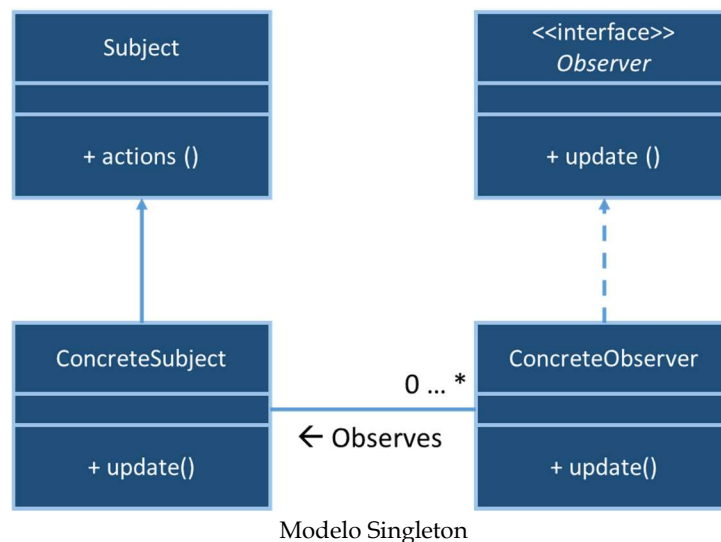 Subject
+ actions ()
<<interface>>
Observer
+ update ()
ConcreteSubject
+ update()
0 ... *
← Observes
ConcreteObserver
+ update()
Modelo Singleton